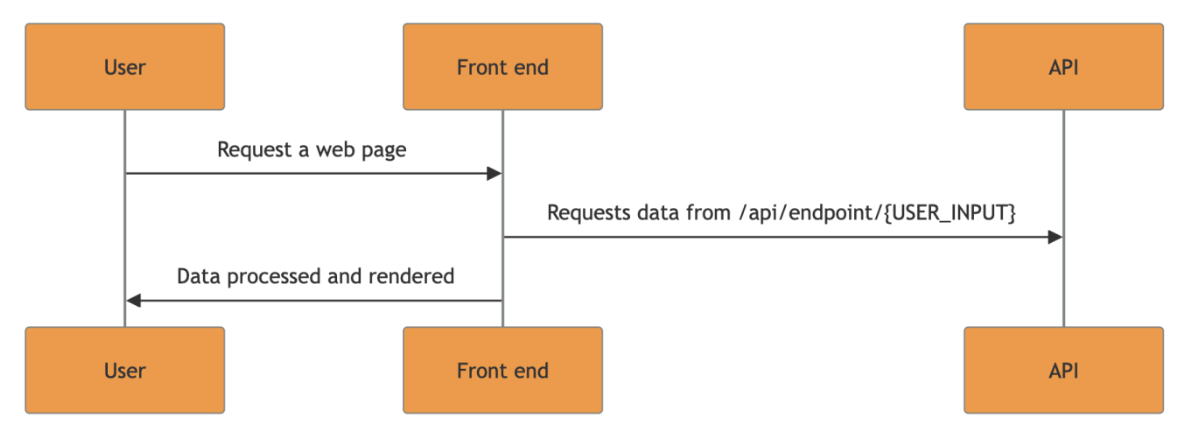 User
Front end
API
Request a web page
Requests data from /api/endpoint/{USER_INPUT}
Data processed and rendered
User
Front end
API